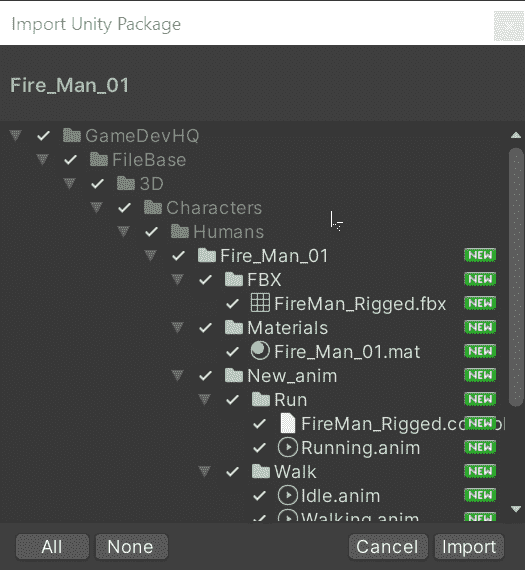 Import Unity Package
Fire_Man_01
GameDevHQ
FileBase
3D
Characters
Humans
Fire_Man_01 NEW
FBX NEW
FireMan_Rigged.fbx NEW
Materials NEW
Fire_Man_01.mat NEW
New_anim NEW
Run NEW
FireMan_Rigged.co NEW
Running.anim NEW
Walk NEW
Idle.anim NEW
Walking.anim NEW
All None Cancel Import